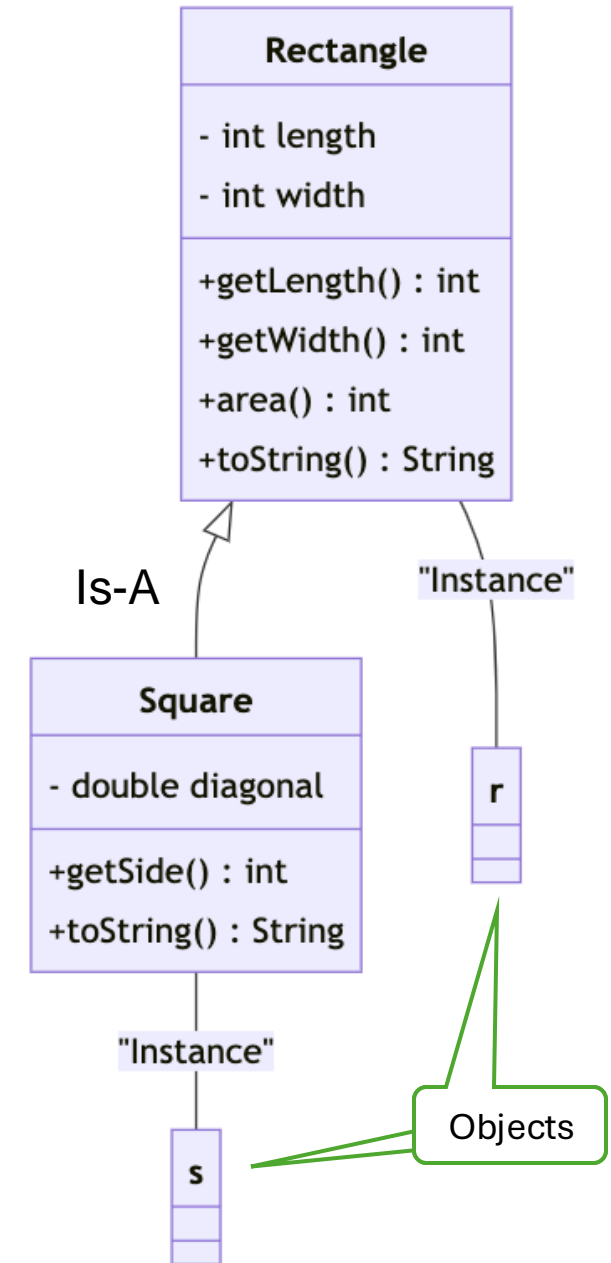 Rectangle
- int length
- int width
+getLength() : int
+getWidth() : int
+area() : int
+toString() : String
Is-A
"Instance"
Square
- double diagonal
+getSide() : int
+toString() : String
r
"Instance"
Objects
s